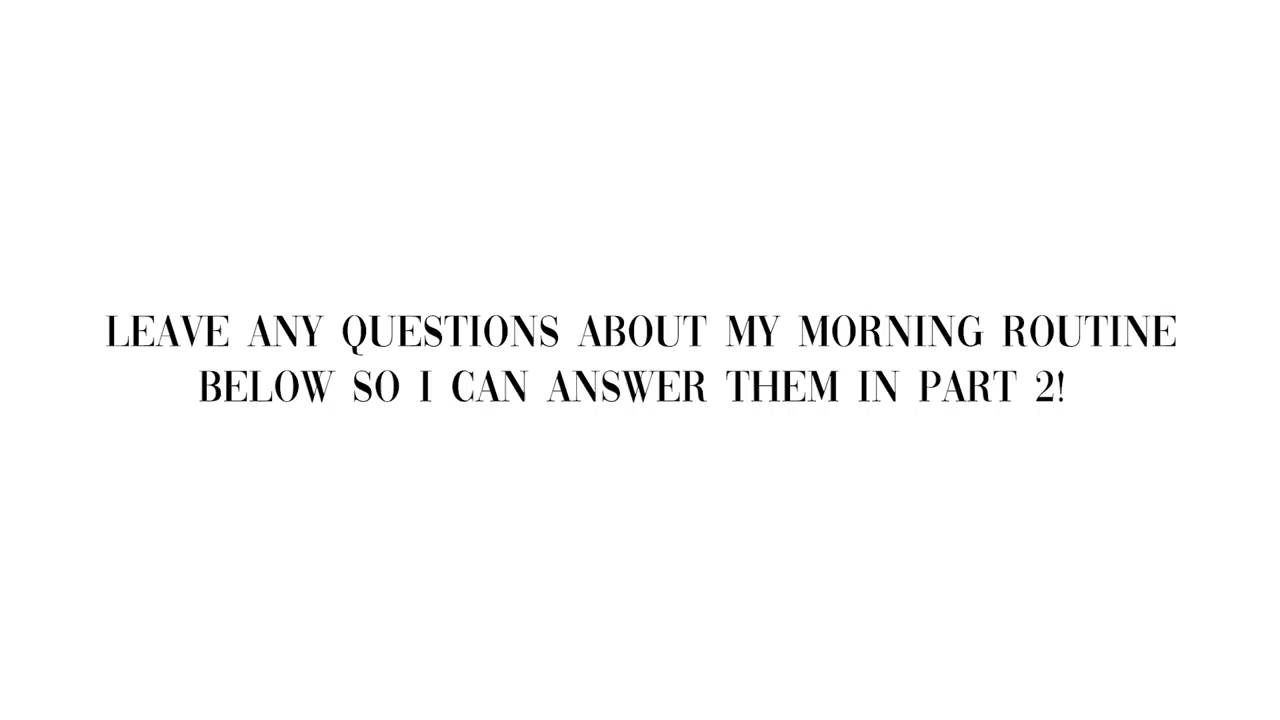 LEAVE ANY QUESTIONS ABOUT MY MORNING ROUTINE
BELOW SO I CAN ANSWER THEM IN PART 2!